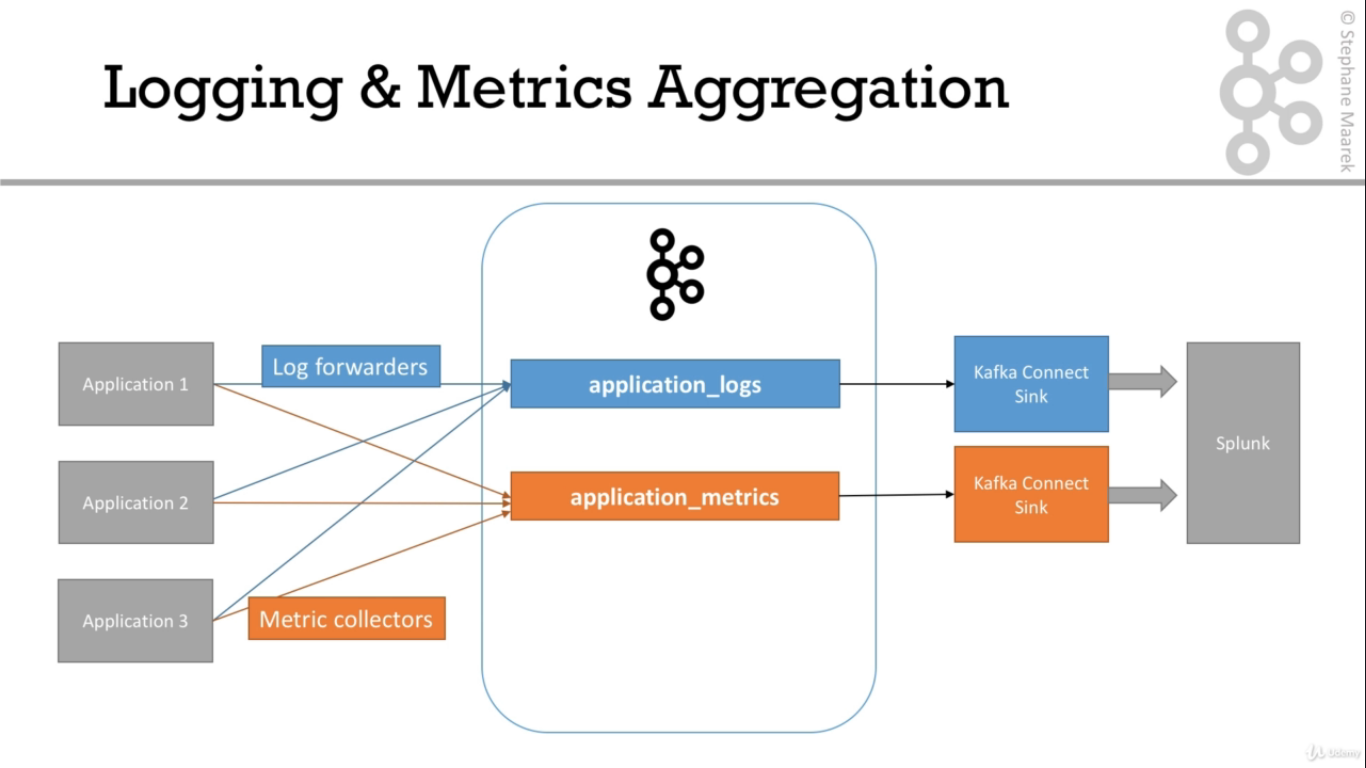 Logging & Metrics Aggregation
© Stephane Maarek
Log forwarders
Application 1
application_logs
Kafka Connect
Sink
Splunk
Application 2
application_metrics
Kafka Connect
Sink
Application 3
Metric collectors
Udemy